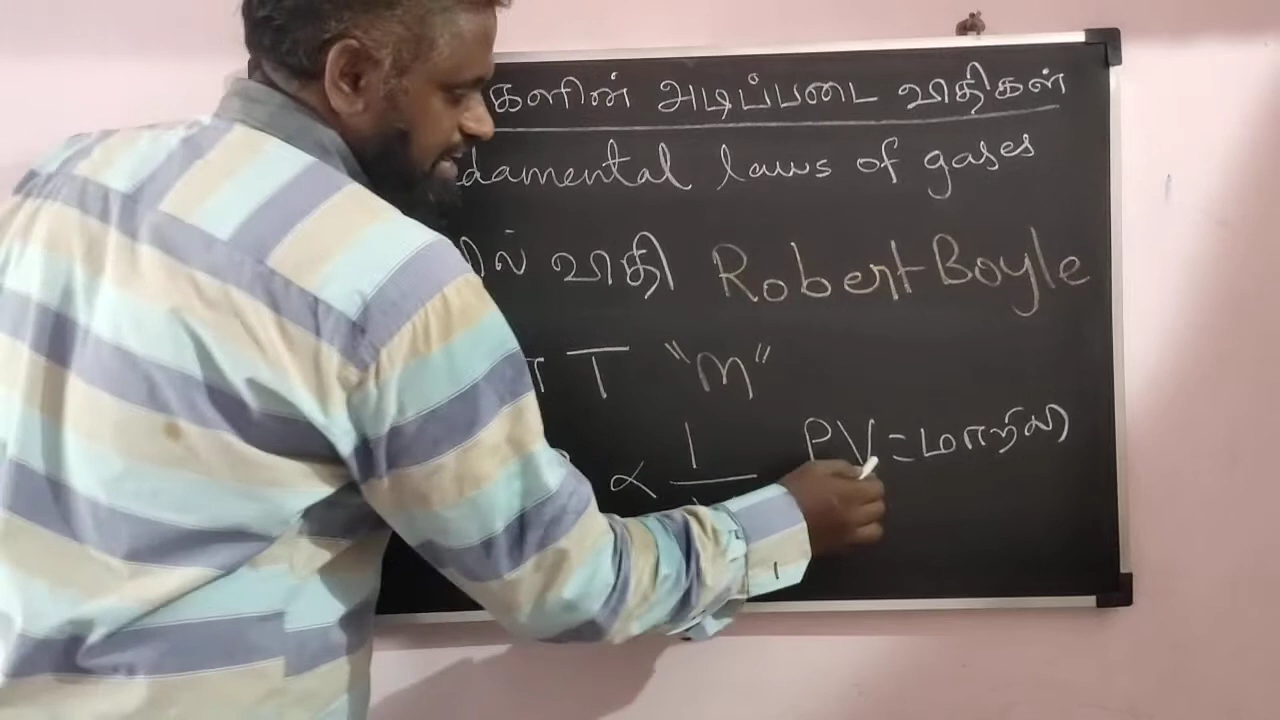 களின் அடிப்படை விதிகள்
damental laws of gases
ல் விதி Robert Boyle
T "M"
∝ 1 PV = மாறிலி